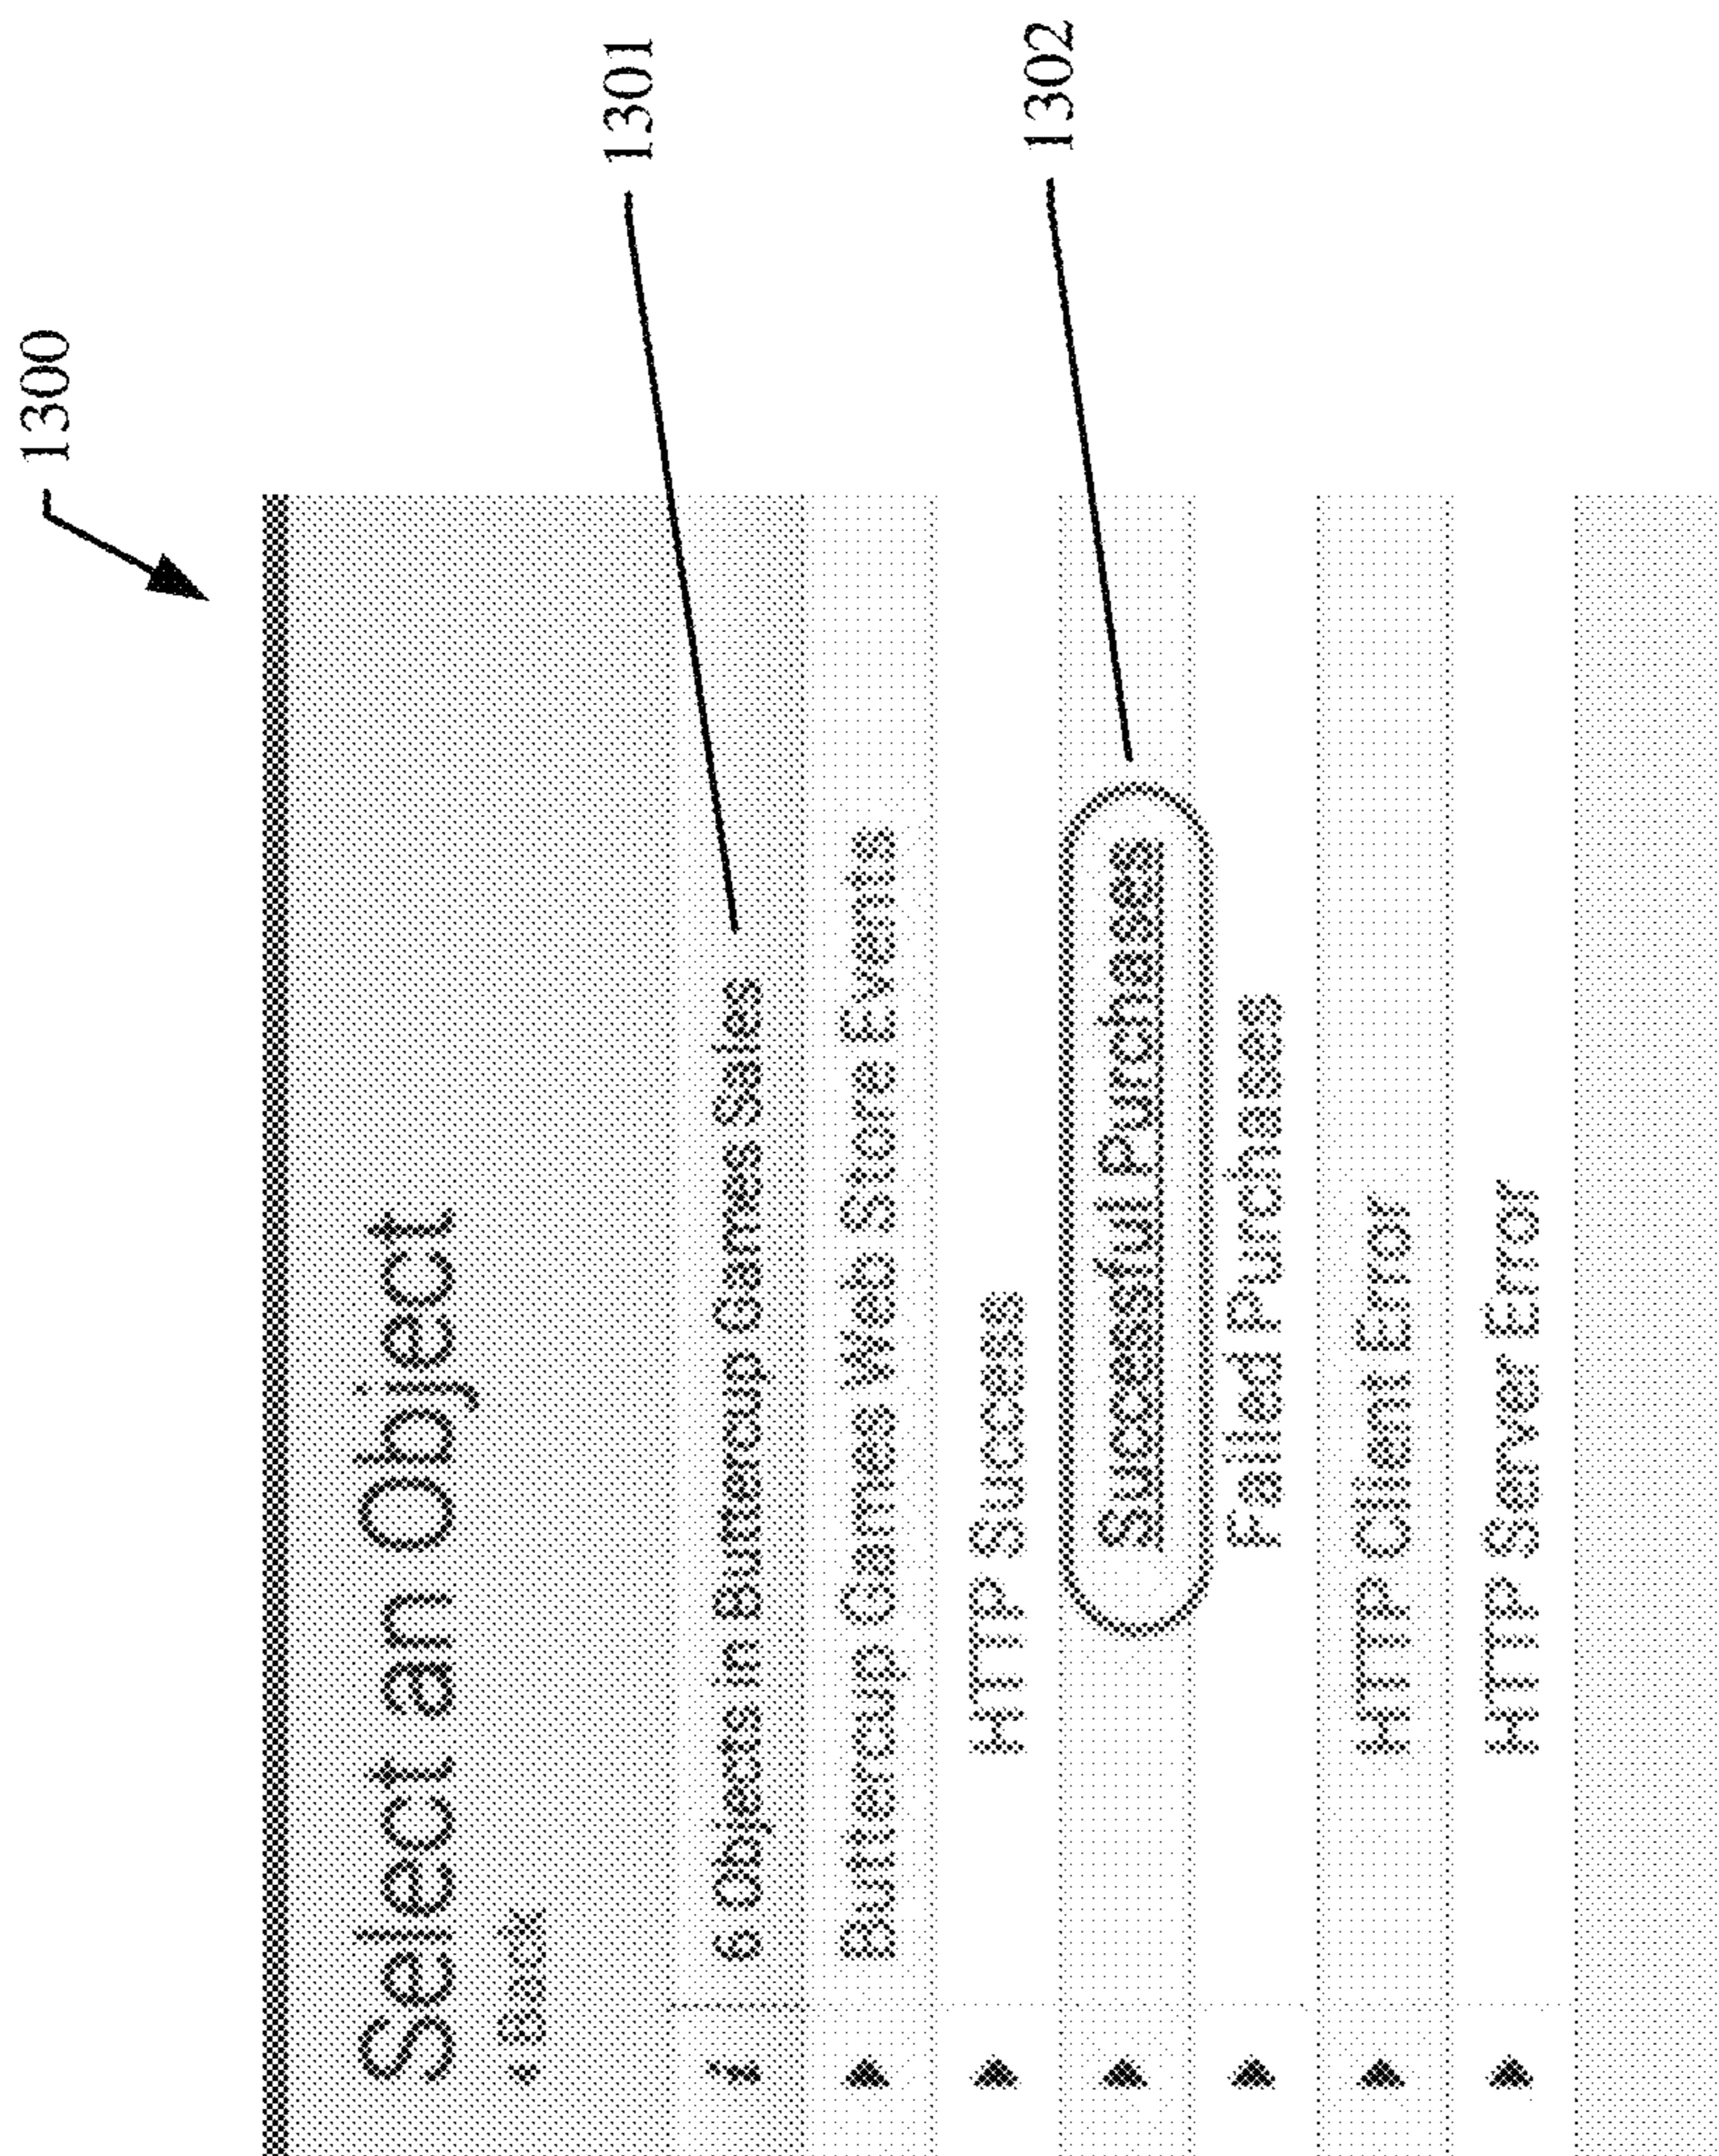 1300
Select an Object
Back
i 6 Objects in Buttercup Games Sales
1301
Buttercup Games Web Store Events
HTTP Success
Successful Purchases
1302
Failed Purchases
HTTP Client Error
HTTP Server Error